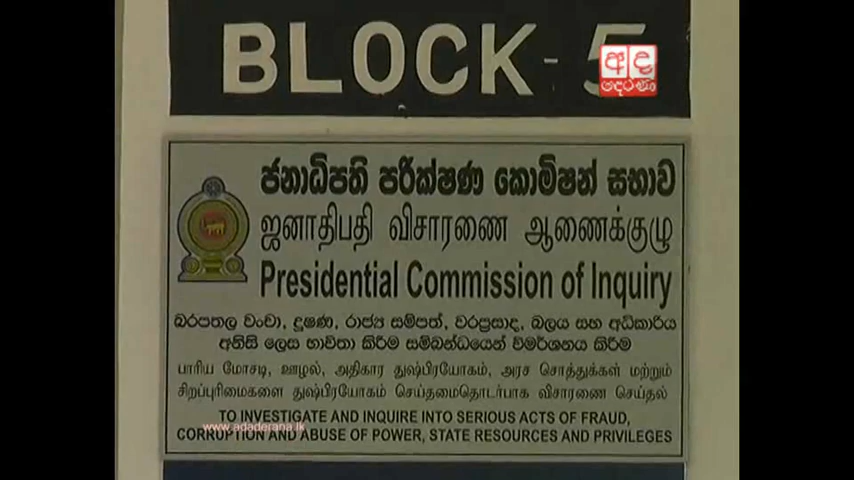 BLOCK - 5
අද
දෙරණ
ජනාධිපති පරික්ෂණ කොමිෂන් සභාව
ஜனாதிபதி விசாரணை ஆணைக்குழு
Presidential Commission of Inquiry
බරපතල වංචා, දූෂණ, රාජ්‍ය සම්පත්, වරප්‍රසාද, බලය සහ අධිකාරිය
අනිසි ලෙස භාවිතා කිරීම සම්බන්ධයෙන් විමර්ශනය කිරීම
பாரிய மோசடி, ஊழல், அதிகார துஷ்பிரயோகம், அரச சொத்துக்கள் மற்றும்
சிறப்புரிமைகளை துஷ்பிரயோகம் செய்தமைதொடர்பாக விசாரணை செய்தல்
TO INVESTIGATE AND INQUIRE INTO SERIOUS ACTS OF FRAUD,
www.adaderana.lk
CORRUPTION AND ABUSE OF POWER, STATE RESOURCES AND PRIVILEGES